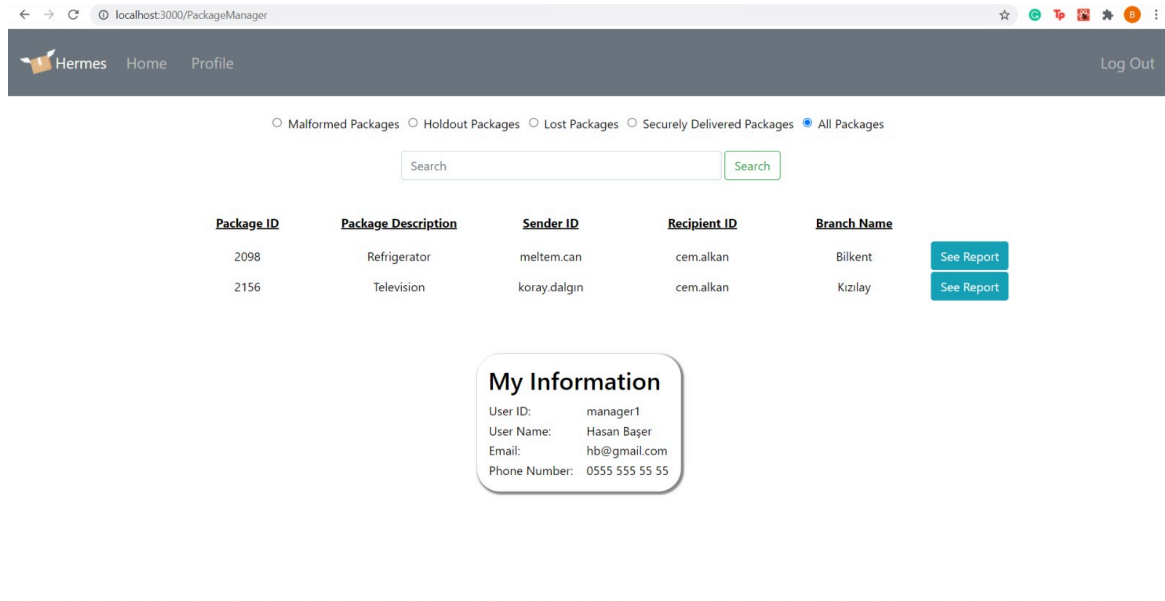 localhost:3000/PackageManager
Tp
B
Hermes Home Profile Log Out
Malformed Packages Holdout Packages Lost Packages Securely Delivered Packages All Packages
Search Search
Package ID Package Description Sender ID Recipient ID Branch Name
2098 Refrigerator meltem.can cem.alkan Bilkent See Report
2156 Television koray.dalgın cem.alkan Kızılay See Report
My Information
User ID: manager1
User Name: Hasan Başer
Email: hb@gmail.com
Phone Number: 0555 555 55 55